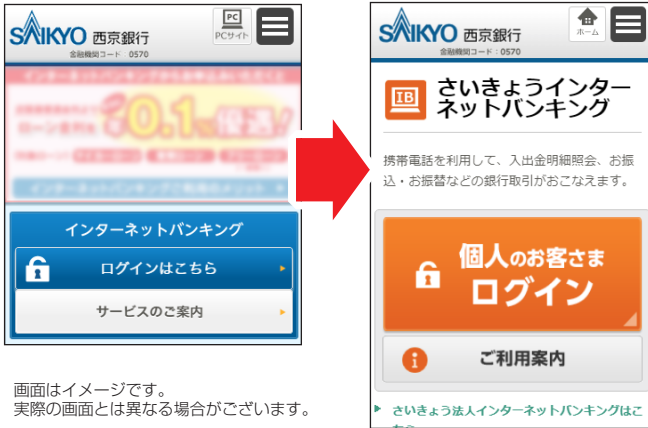 SAIKYO 西京銀行
金融機関コード 0570
PC
PCサイト
インターネットバンキング
ログインはこちら
サービスのご案内
画面はイメージです。
実際の画面とは異なる場合がございます。
SAIKYO 西京銀行
金融機関コード:0570
ホーム
IB
さいきょうインター
ネットバンキング
携帯電話を利用して、入出金明細照会、お振
込・お振替などの銀行取引がおこなえます。
個人のお客さま
ログイン
ご利用案内
さいきょう法人インターネットバンキングはこ